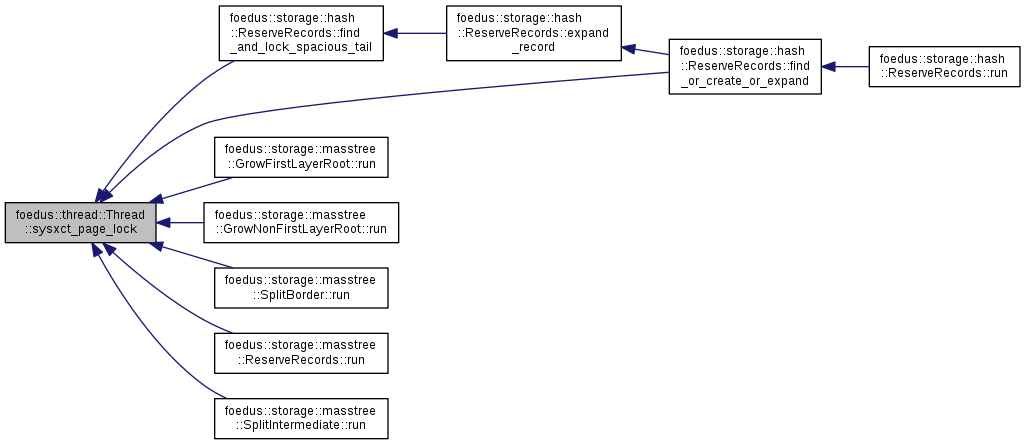 foedus::storage::hash
::ReserveRecords::find
_and_lock_spacious_tail
foedus::storage::hash
::ReserveRecords::expand
_record
foedus::storage::hash
::ReserveRecords::find
_or_create_or_expand
foedus::storage::hash
::ReserveRecords::run
foedus::storage::masstree
::GrowFirstLayerRoot::run
foedus::thread::Thread
::sysxct_page_lock
foedus::storage::masstree
::GrowNonFirstLayerRoot::run
foedus::storage::masstree
::SplitBorder::run
foedus::storage::masstree
::ReserveRecords::run
foedus::storage::masstree
::SplitIntermediate::run